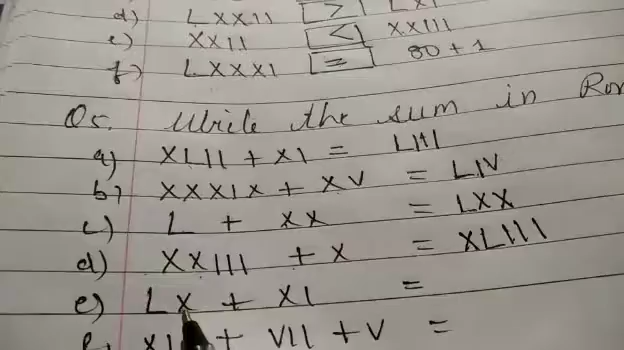 d) LXXII > LXI
e) XXII < XXIII
f) LXXXI = 80 + 1
Q5. Write the sum in Rom
a) XLII + XI = LIII
b) XXXIX + XV = LIV
c) L + XX = LXX
d) XXIII + X = XLIII
e) LX + XI =
+ VII + V =